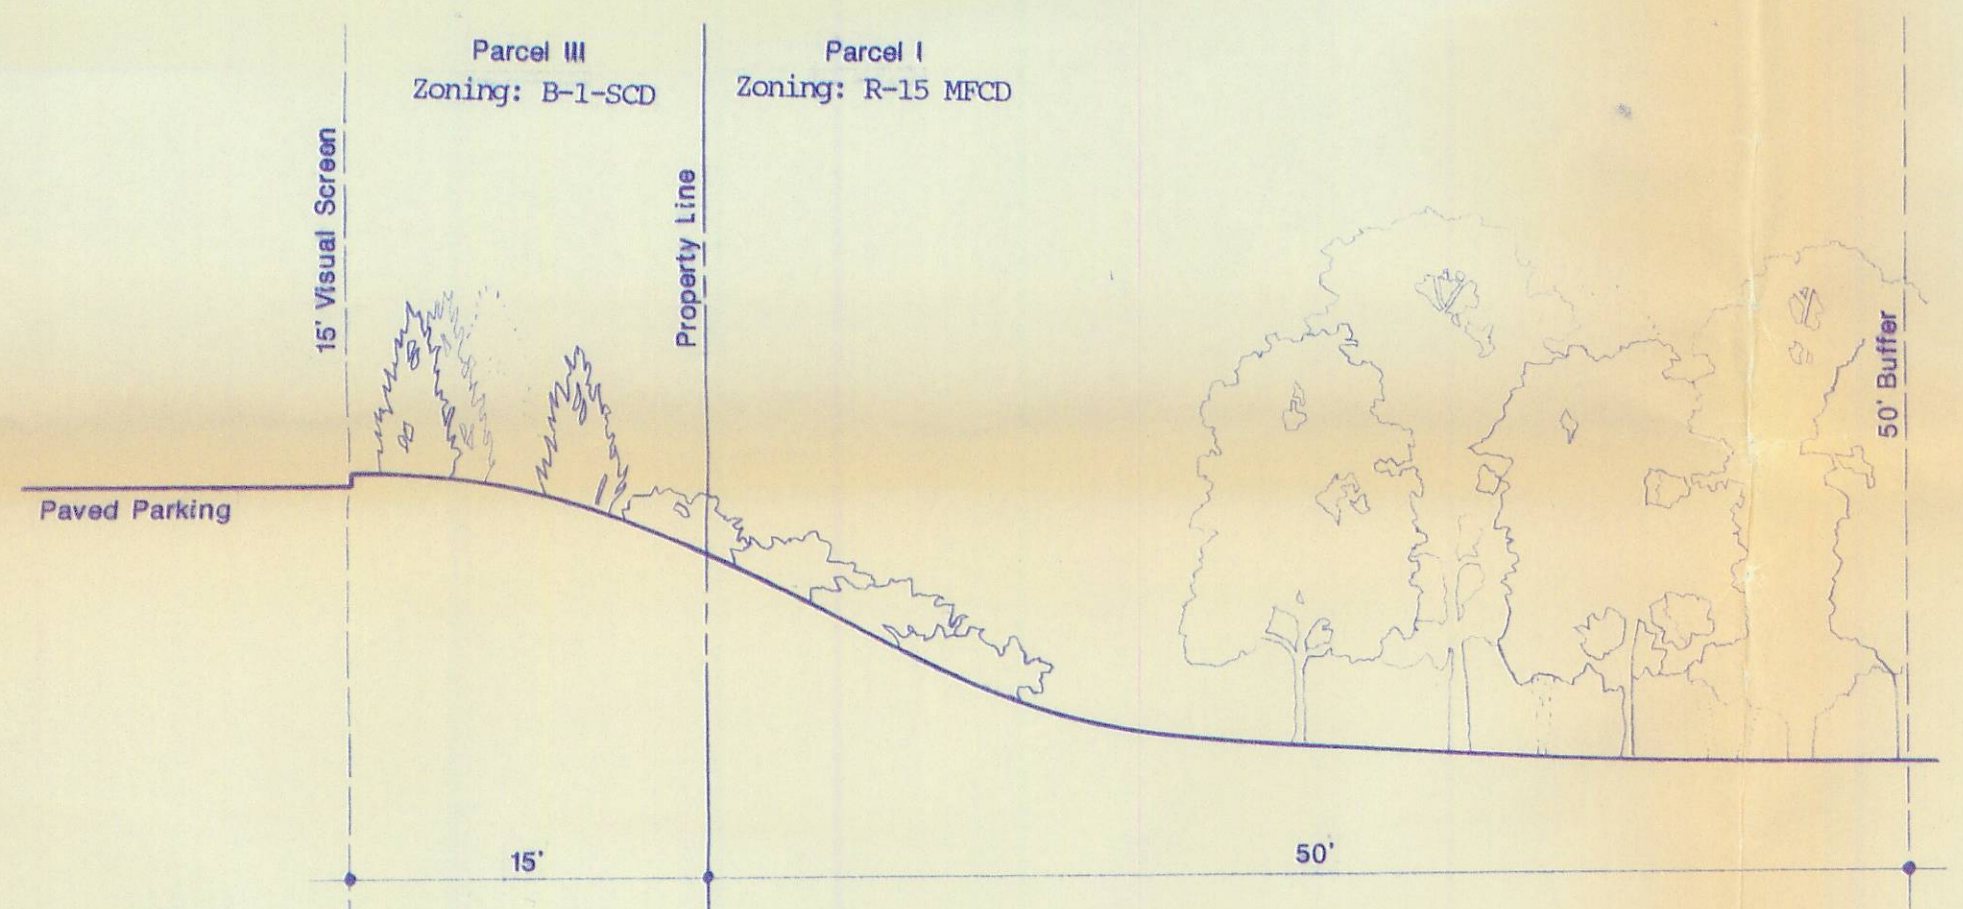 Parcel III
Zoning: B-1-SCD
Parcel I
Zoning: R-15 MFCD
15' Visual Screen
Property Line
50' Buffer
Paved Parking
15'
50'